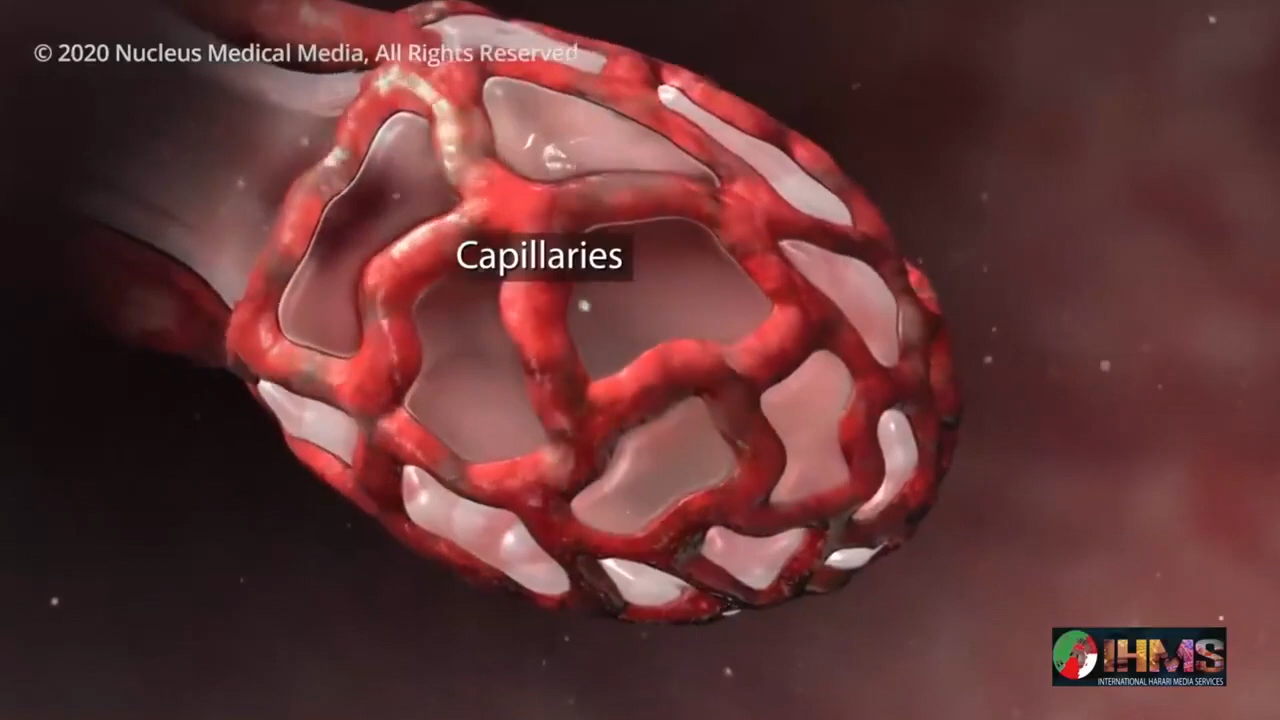 © 2020 Nucleus Medical Media, All Rights Reserved
Capillaries
IHMS
INTERNATIONAL HARARI MEDIA SERVICES